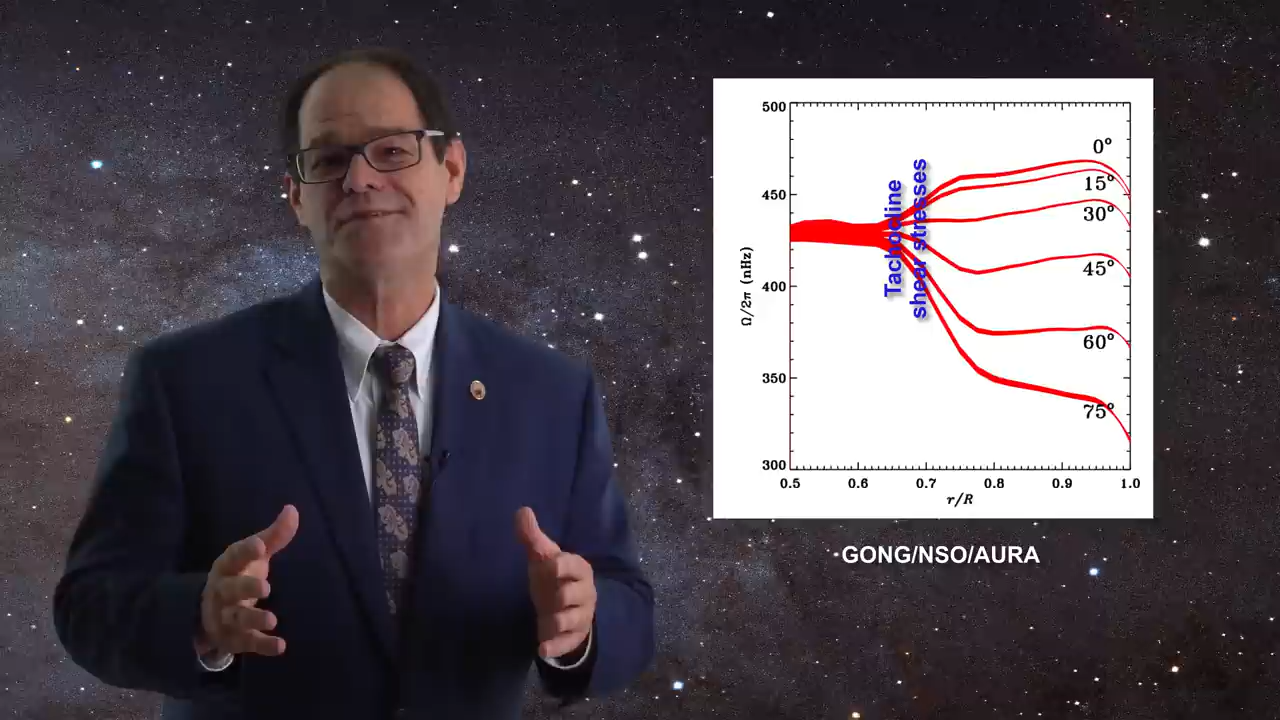 500
450
400
350
300
Ω/2π (nHz)
Tachocline
shear stresses
0°
15°
30°
45°
60°
75°
0.5 0.6 0.7 0.8 0.9 1.0
r/R
GONG/NSO/AURA